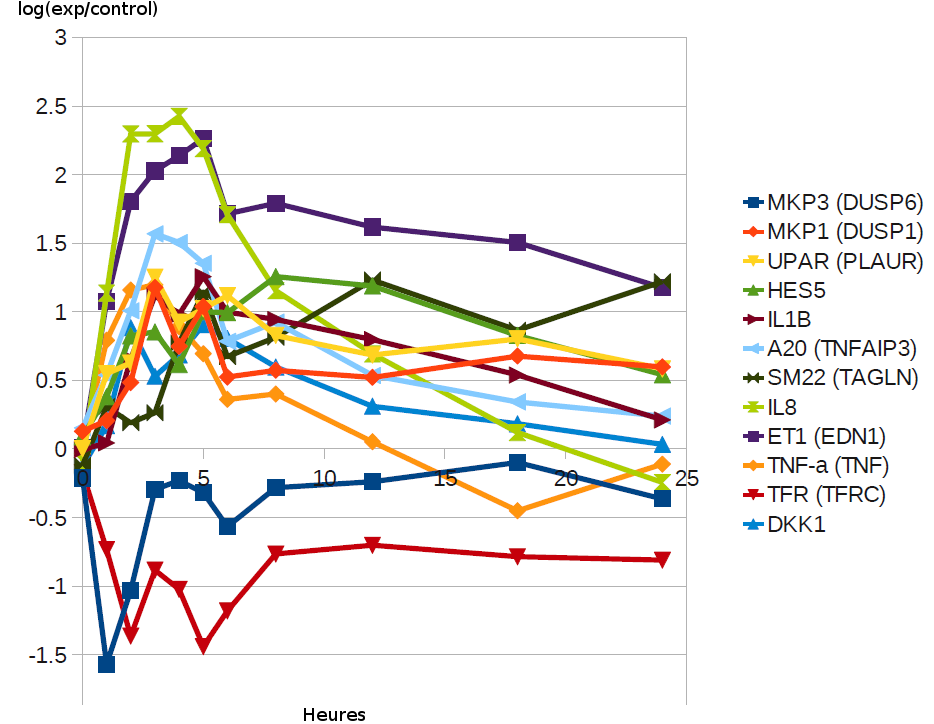 log(exp/control)
3
2.5
2
1.5
1
0.5
0
-0.5
-1
-1.5
0 5 10 15 20 25
Heures
MKP3 (DUSP6)
MKP1 (DUSP1)
UPAR (PLAUR)
HES5
IL1B
A20 (TNFAIP3)
SM22 (TAGLN)
IL8
ET1 (EDN1)
TNF-a (TNF)
TFR (TFRC)
DKK1